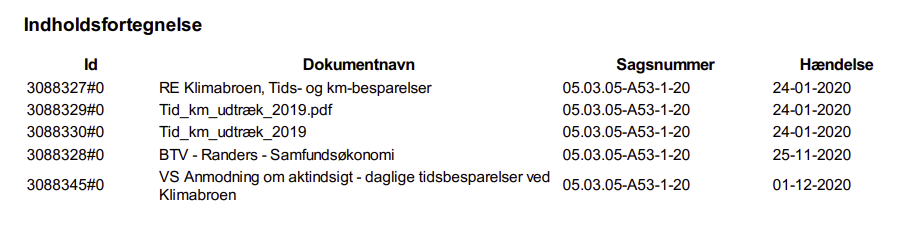 Indholdsfortegnelse
Id Dokumentnavn Sagsnummer Hændelse
3088327#0 RE Klimabroen, Tids- og km-besparelser 05.03.05-A53-1-20 24-01-2020
3088329#0 Tid_km_udtræk_2019.pdf 05.03.05-A53-1-20 24-01-2020
3088330#0 Tid_km_udtræk_2019 05.03.05-A53-1-20 24-01-2020
3088328#0 BTV - Randers - Samfundsøkonomi 05.03.05-A53-1-20 25-11-2020
3088345#0 VS Anmodning om aktindsigt - daglige tidsbesparelser ved 05.03.05-A53-1-20 01-12-2020
Klimabroen